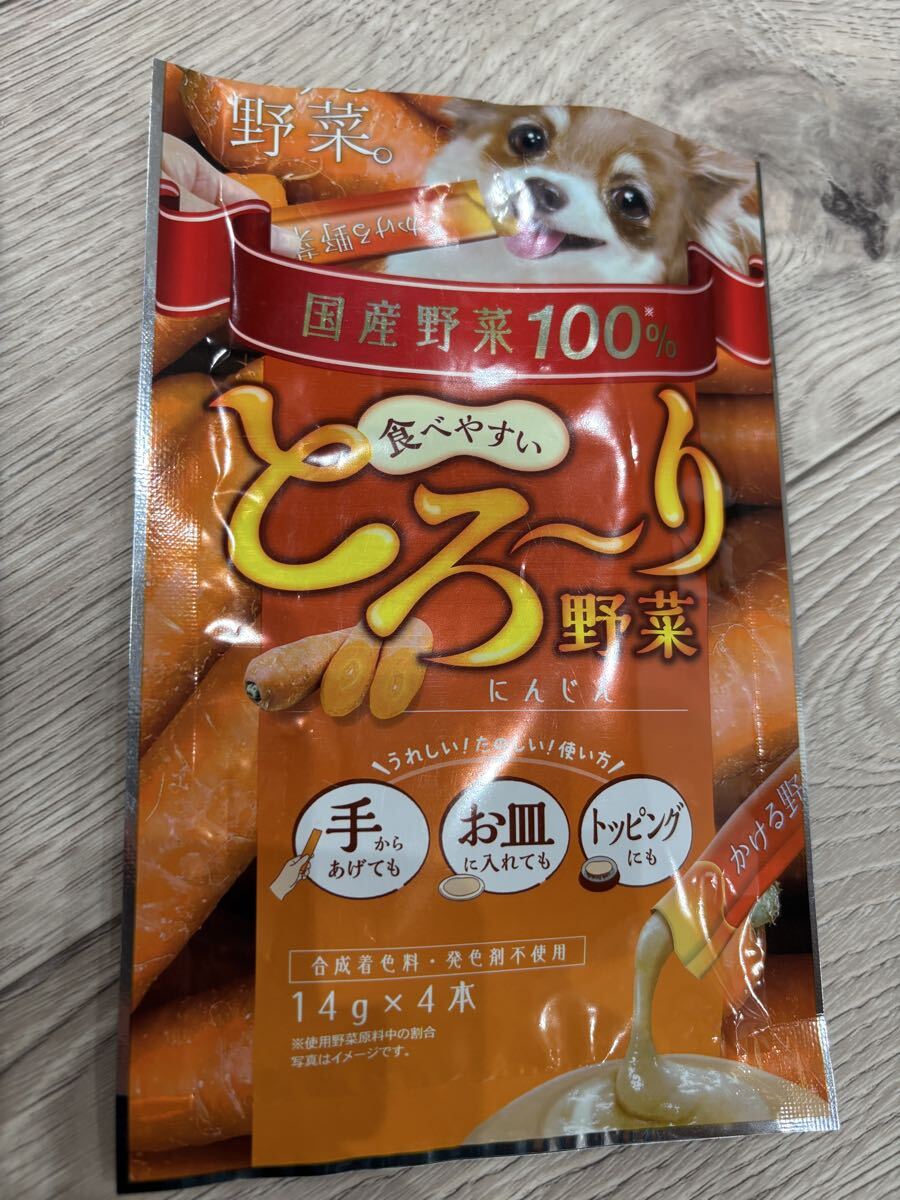 野菜。
かける野菜
国産野菜100%
※
食べやすい
とろ〜り
野菜
にんじん
うれしい!たのしい!使い方
手から
あげても
お皿
に入れても
トッピング
にも
かける野
合成着色料・発色剤不使用
14g×4本
※使用野菜原料中の割合
写真はイメージです。